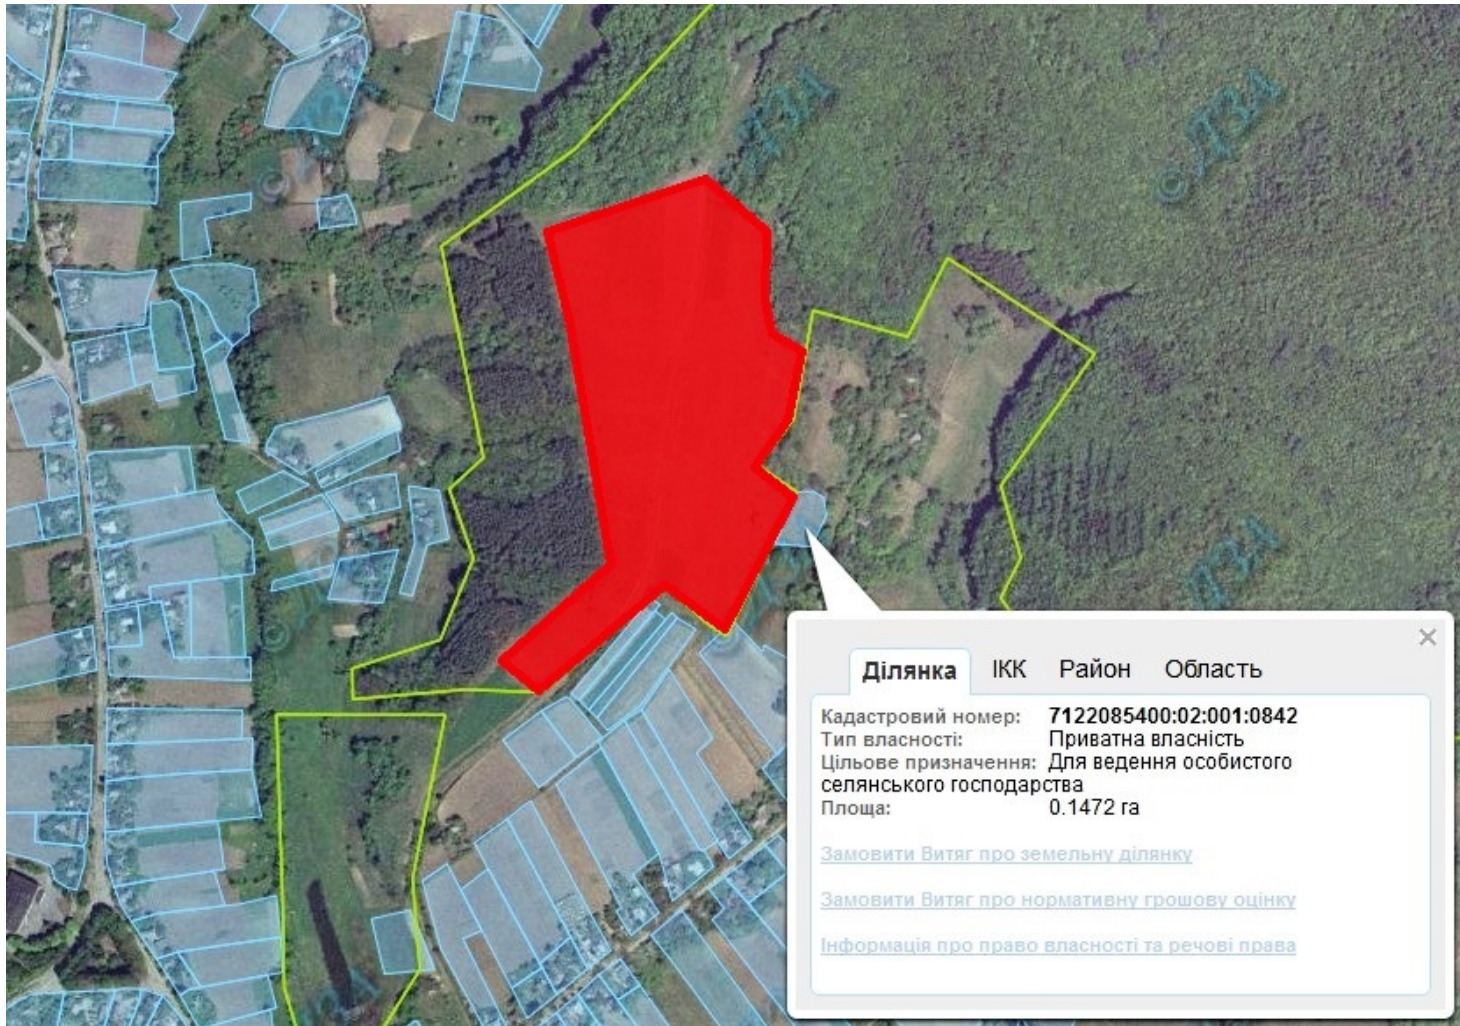 © ДЗА
© ДЗА
Ділянка ІКК Район Область
Кадастровий номер: 7122085400:02:001:0842
Тип власності: Приватна власність
Цільове призначення: Для ведення особистого
селянського господарства
Площа: 0.1472 га
Замовити Витяг про земельну ділянку
Замовити Витяг про нормативну грошову оцінку
Інформація про право власності та речові права